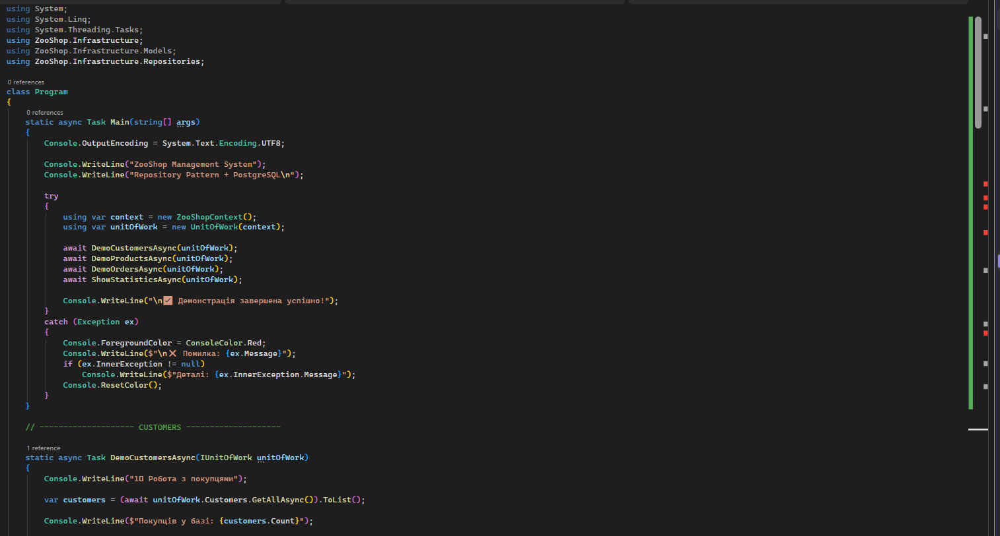 using System;
using System.Linq;
using System.Threading.Tasks;
using ZooShop.Infrastructure;
using ZooShop.Infrastructure.Models;
using ZooShop.Infrastructure.Repositories;
0 references
class Program
{
0 references
static async Task Main(string[] args)
{
Console.OutputEncoding = System.Text.Encoding.UTF8;
Console.WriteLine("ZooShop Management System");
Console.WriteLine("Repository Pattern + PostgreSQL\n");
try
{
using var context = new ZooShopContext();
using var unitOfWork = new UnitOfWork(context);
await DemoCustomersAsync(unitOfWork);
await DemoProductsAsync(unitOfWork);
await DemoOrdersAsync(unitOfWork);
await ShowStatisticsAsync(unitOfWork);
Console.WriteLine("\n✅ Демонстрація завершена успішно!");
}
catch (Exception ex)
{
Console.ForegroundColor = ConsoleColor.Red;
Console.WriteLine($"\n❌ Помилка: {ex.Message}");
if (ex.InnerException != null)
Console.WriteLine($"Деталі: {ex.InnerException.Message}");
Console.ResetColor();
}
}
// -------------------- CUSTOMERS --------------------
1 reference
static async Task DemoCustomersAsync(IUnitOfWork unitOfWork)
{
Console.WriteLine("1⃣ Робота з покупцями");
var customers = (await unitOfWork.Customers.GetAllAsync()).ToList();
Console.WriteLine($"Покупців у базі: {customers.Count}");